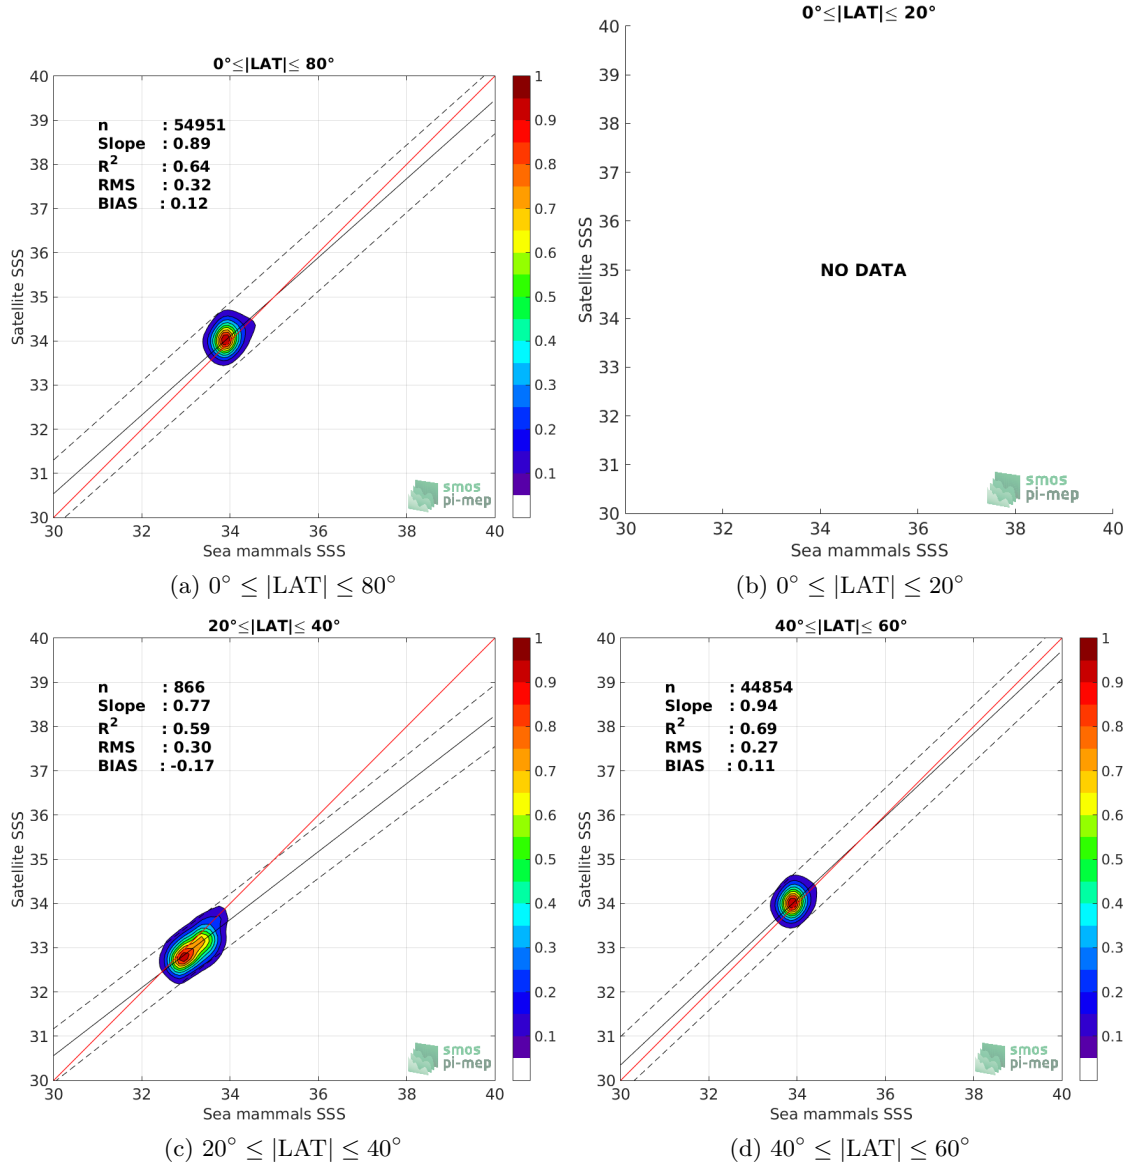 0°≤|LAT|≤ 80°
40
39
38
37
36
35
34
33
32
31
30
Satellite SSS
n : 54951
Slope : 0.89
R² : 0.64
RMS : 0.32
BIAS : 0.12
smos
pi-mep
30 32 34 36 38 40
Sea mammals SSS
1
0.9
0.8
0.7
0.6
0.5
0.4
0.3
0.2
0.1
(a) 0° ≤ |LAT| ≤ 80°
0°≤|LAT|≤ 20°
40
39
38
37
36
35
34
33
32
31
30
Satellite SSS
NO DATA
smos
pi-mep
30 32 34 36 38 40
Sea mammals SSS
(b) 0° ≤ |LAT| ≤ 20°
20°≤|LAT|≤ 40°
40
39
38
37
36
35
34
33
32
31
30
Satellite SSS
n : 866
Slope : 0.77
R² : 0.59
RMS : 0.30
BIAS : -0.17
smos
pi-mep
30 32 34 36 38 40
Sea mammals SSS
1
0.9
0.8
0.7
0.6
0.5
0.4
0.3
0.2
0.1
(c) 20° ≤ |LAT| ≤ 40°
40°≤|LAT|≤ 60°
40
39
38
37
36
35
34
33
32
31
30
Satellite SSS
n : 44854
Slope : 0.94
R² : 0.69
RMS : 0.27
BIAS : 0.11
smos
pi-mep
30 32 34 36 38 40
Sea mammals SSS
1
0.9
0.8
0.7
0.6
0.5
0.4
0.3
0.2
0.1
(d) 40° ≤ |LAT| ≤ 60°